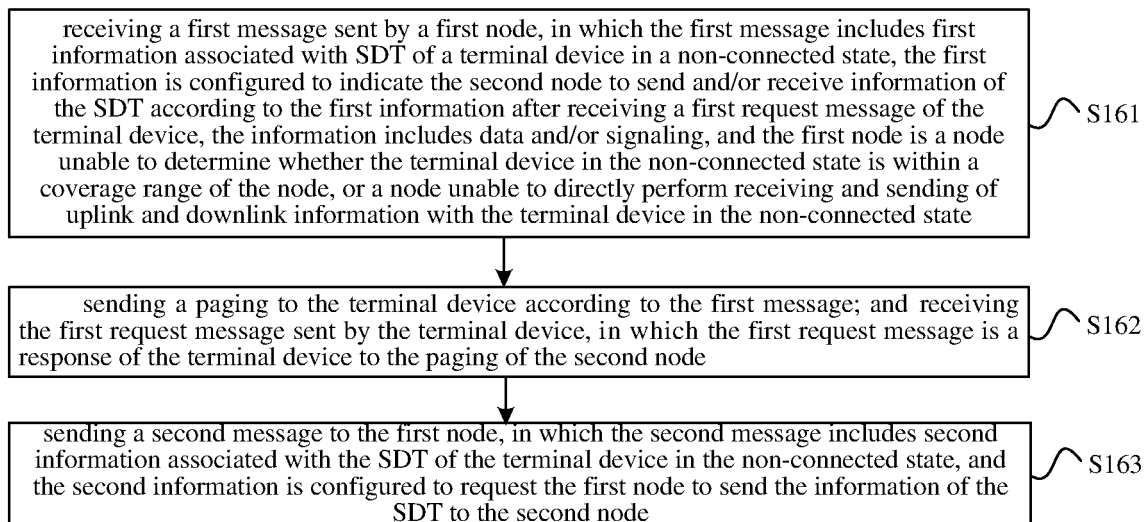 receiving a first message sent by a first node, in which the first message includes first
information associated with SDT of a terminal device in a non-connected state, the first
information is configured to indicate the second node to send and/or receive information of
the SDT according to the first information after receiving a first request message of the
terminal device, the information includes data and/or signaling, and the first node is a node
unable to determine whether the terminal device in the non-connected state is within a
coverage range of the node, or a node unable to directly perform receiving and sending of
uplink and downlink information with the terminal device in the non-connected state
S161
sending a paging to the terminal device according to the first message; and receiving
the first request message sent by the terminal device, in which the first request message is a
response of the terminal device to the paging of the second node
S162
sending a second message to the first node, in which the second message includes second
information associated with the SDT of the terminal device in the non-connected state, and
the second information is configured to request the first node to send the information of the
SDT to the second node
S163